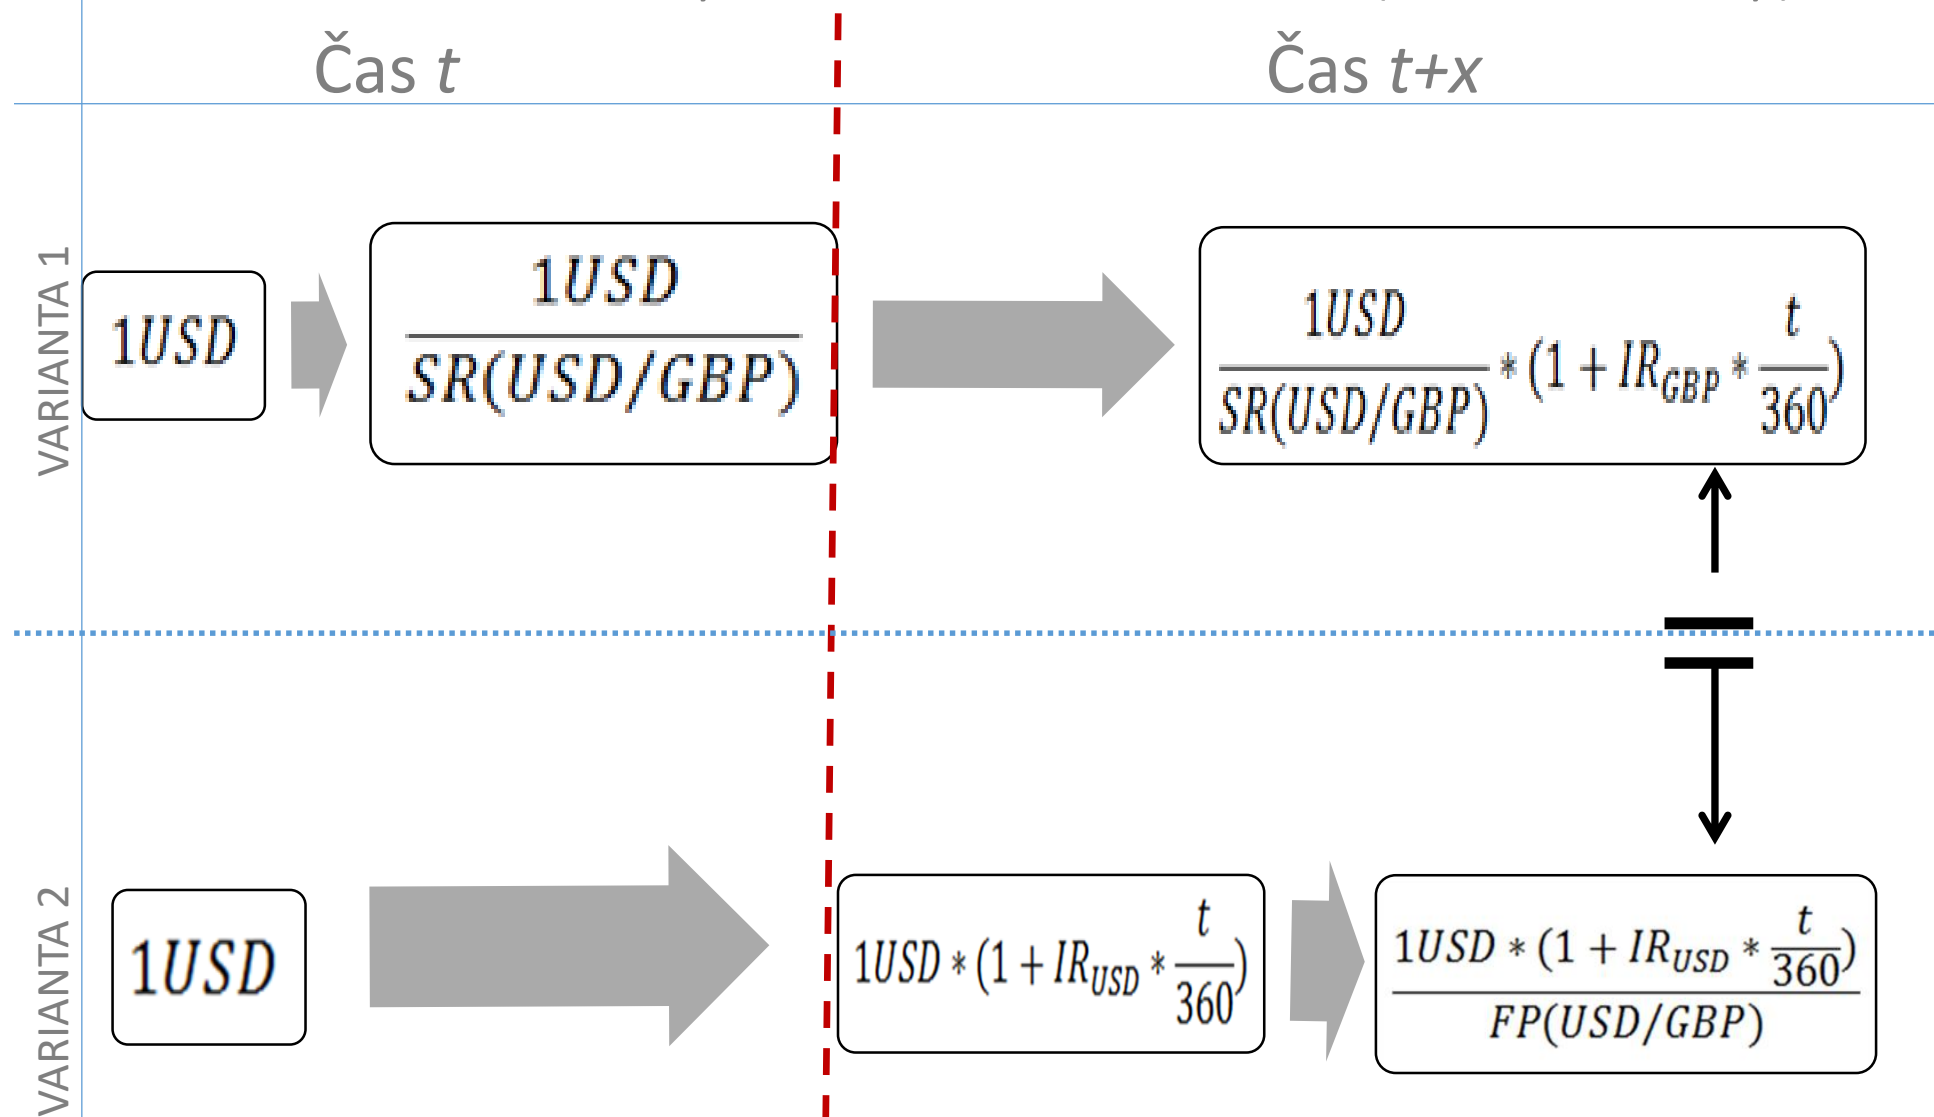 Čas t
Čas t+x
VARIANTA 1
1USD
1USD
SR(USD/GBP)
1USD
SR(USD/GBP)
* (1 + IR_GBP * t/360)
VARIANTA 2
1USD
1USD * (1 + IR_USD * t/360)
1USD * (1 + IR_USD * t/360)
FP(USD/GBP)